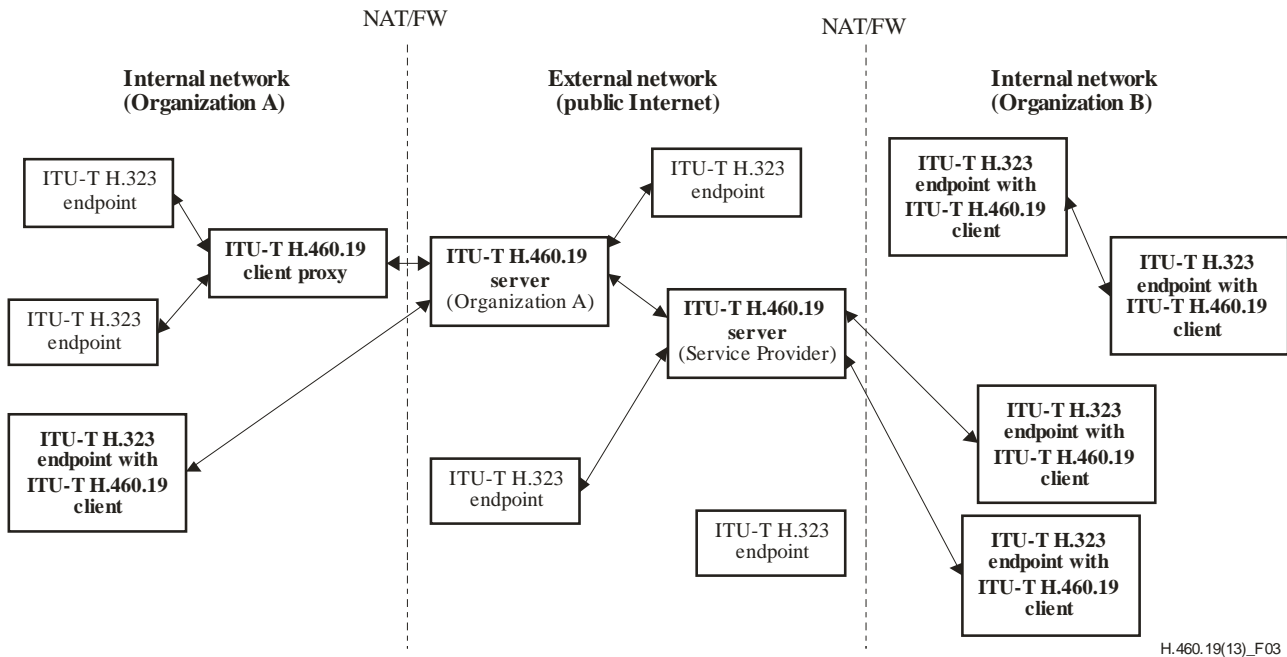 NAT/FW
NAT/FW
Internal network
(Organization A)
External network
(public Internet)
Internal network
(Organization B)
ITU-T H.323
endpoint
ITU-T H.460.19
client proxy
ITU-T H.323
endpoint
ITU-T H.323
endpoint with
ITU-T H.460.19
client
ITU-T H.323
endpoint
ITU-T H.460.19
server
(Organization A)
ITU-T H.460.19
server
(Service Provider)
ITU-T H.323
endpoint
ITU-T H.323
endpoint
ITU-T H.323
endpoint with
ITU-T H.460.19
client
ITU-T H.323
endpoint with
ITU-T H.460.19
client
ITU-T H.323
endpoint with
ITU-T H.460.19
client
ITU-T H.323
endpoint with
ITU-T H.460.19
client
H.460.19(13)_F03